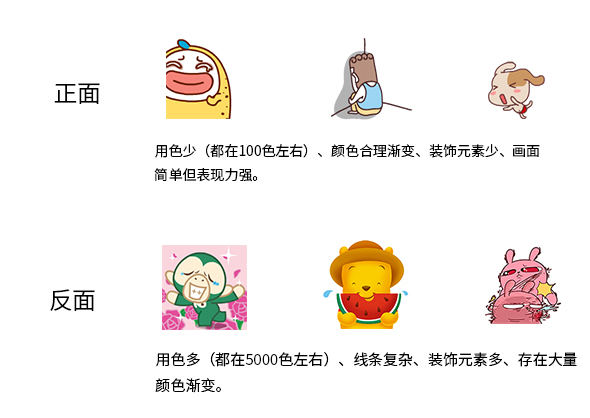 正面
用色少（都在100色左右）、颜色合理渐变、装饰元素少、画面
简单但表现力强。
反面
用色多（都在5000色左右）、线条复杂、装饰元素多、存在大量
颜色渐变。